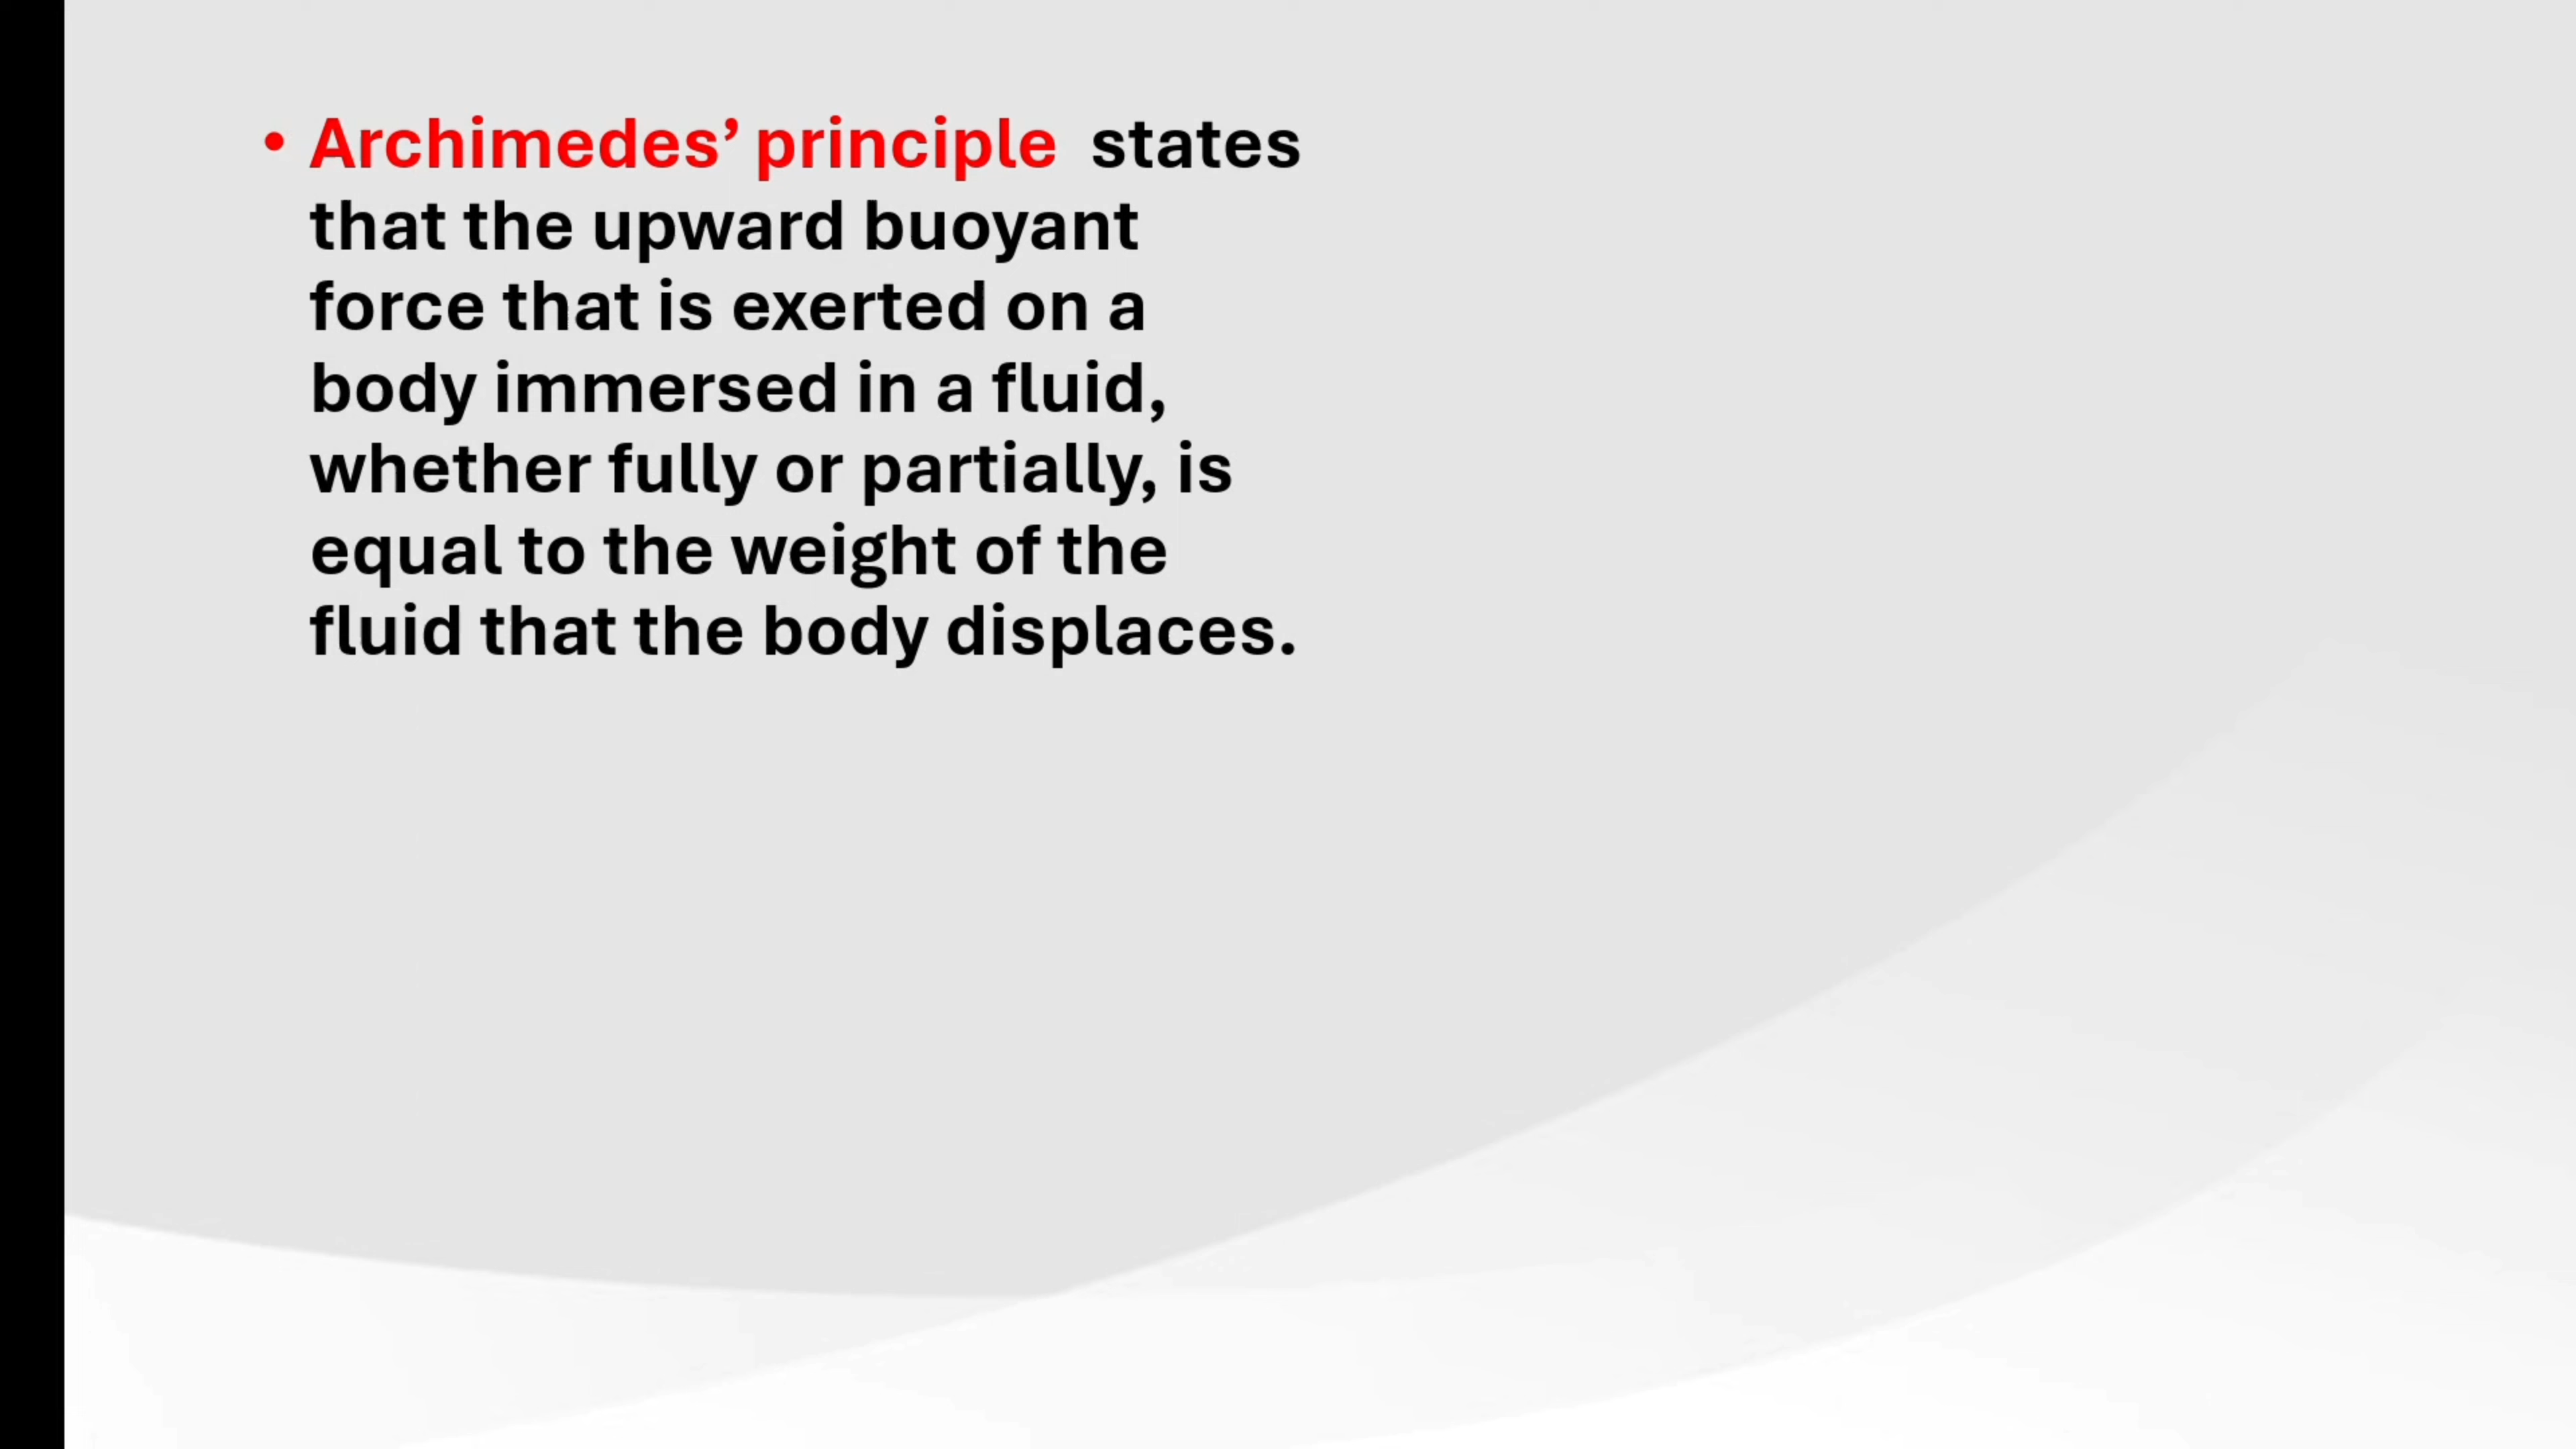 • Archimedes’ principle states
that the upward buoyant
force that is exerted on a
body immersed in a fluid,
whether fully or partially, is
equal to the weight of the
fluid that the body displaces.